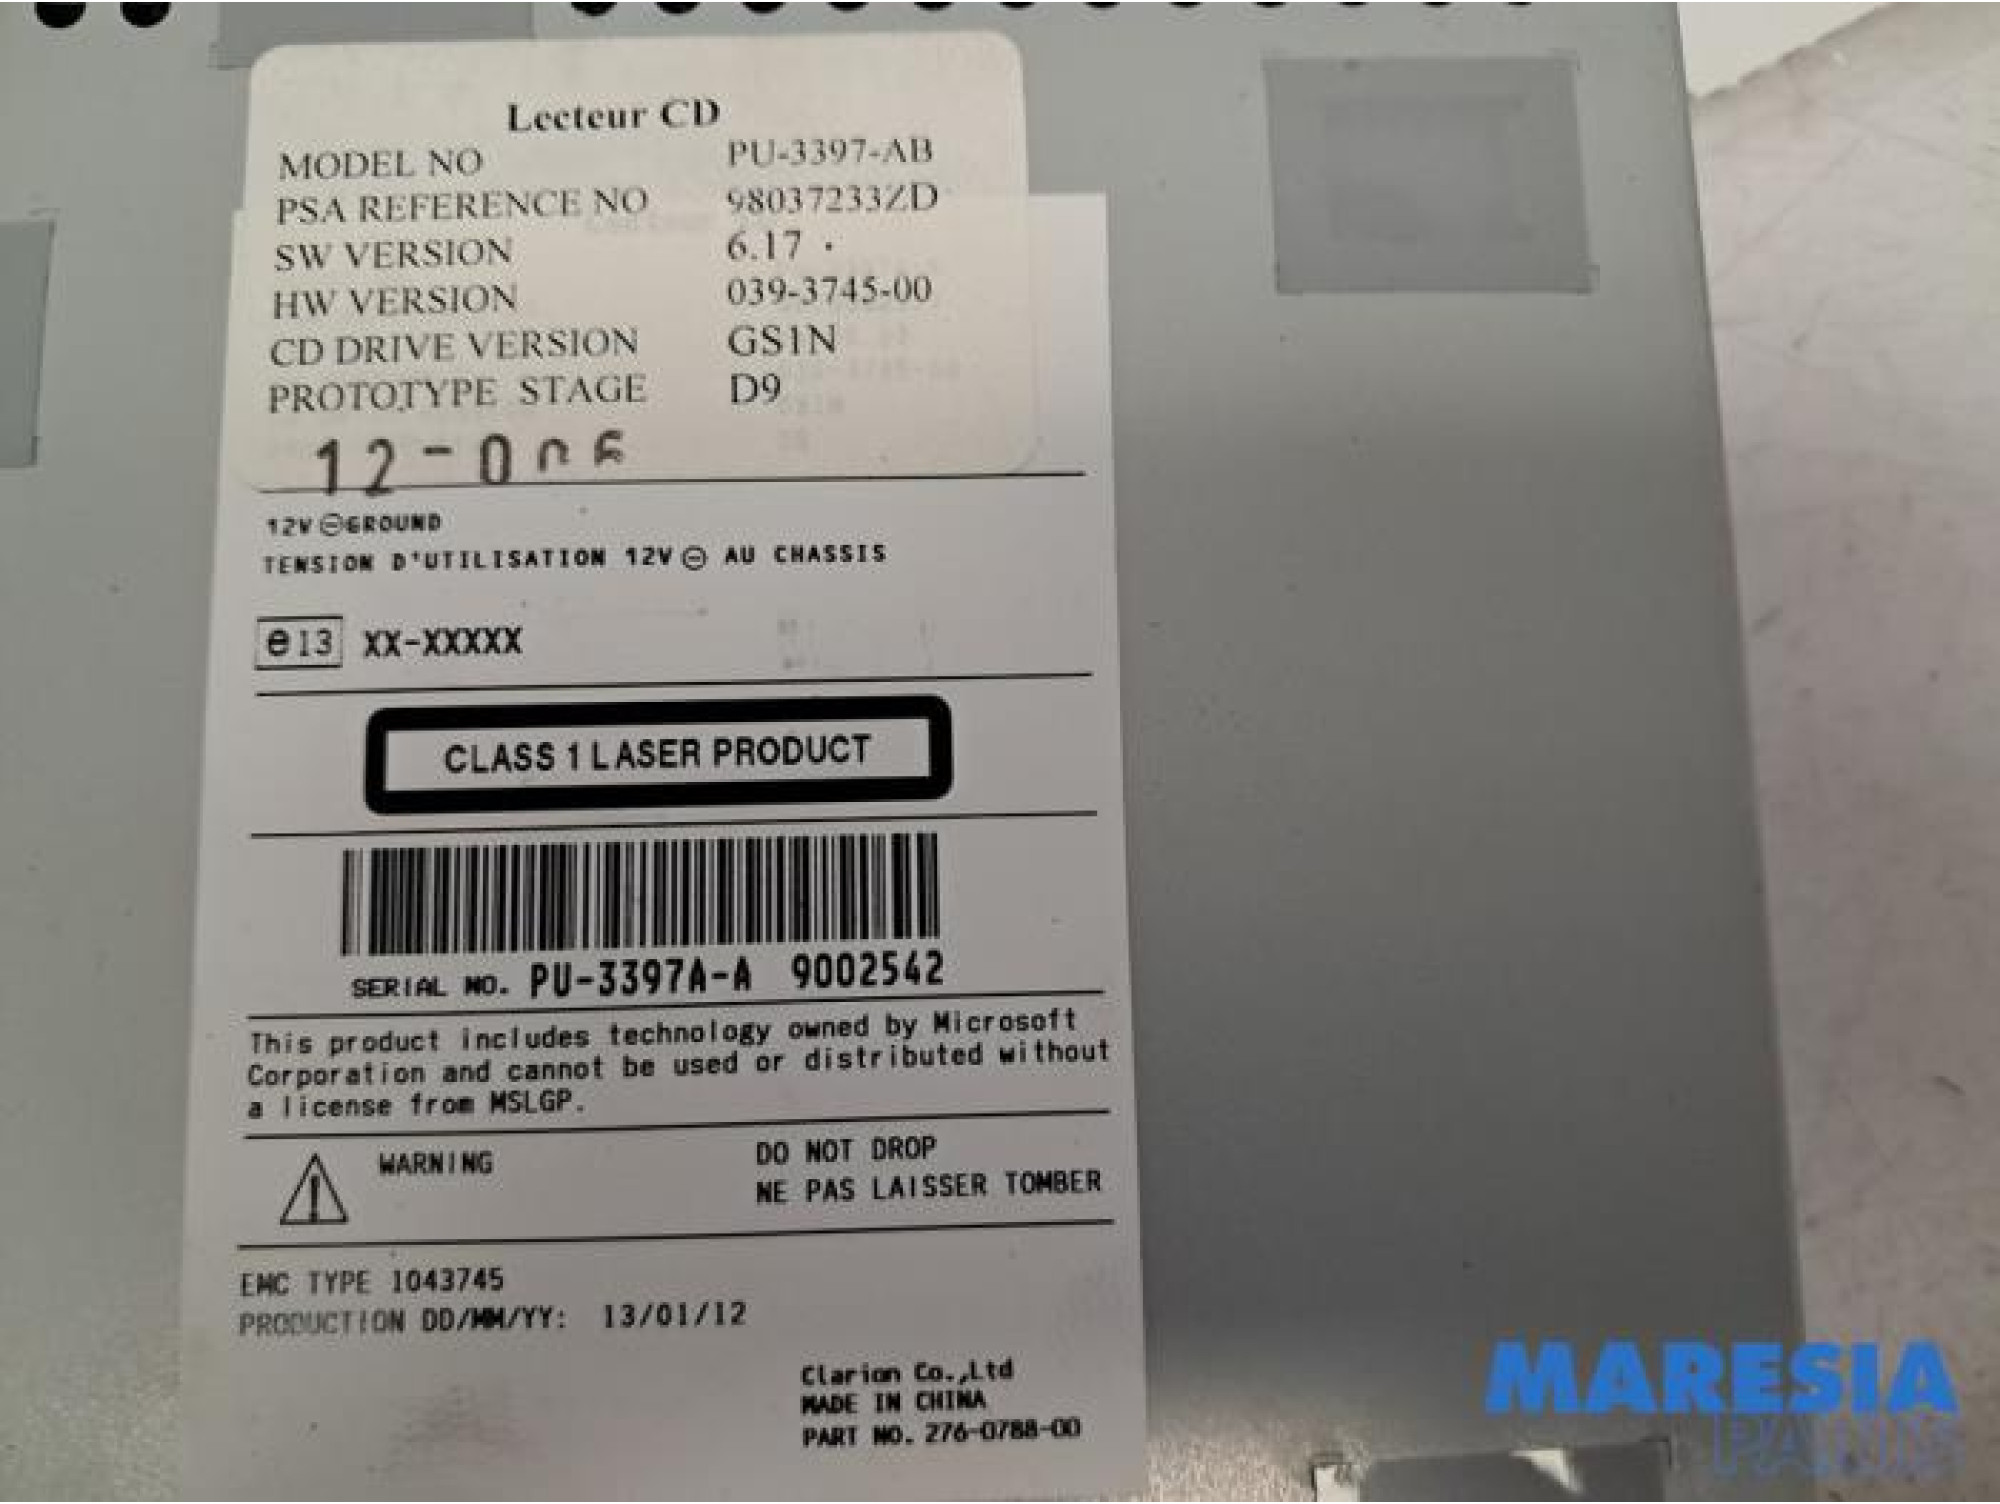 Lecteur CD
MODEL NO PU-3397-AB
PSA REFERENCE NO 98037233ZD
SW VERSION 6.17
HW VERSION 039-3745-00
CD DRIVE VERSION GS1N
PROTOTYPE STAGE D9
12V ⊖ GROUND
TENSION D'UTILISATION 12V ⊖ AU CHASSIS
e13 XX-XXXXX
CLASS 1 LASER PRODUCT
SERIAL NO. PU-3397A-A 9002542
This product includes technology owned by Microsoft
Corporation and cannot be used or distributed without
a license from MSLGP.
WARNING DO NOT DROP
NE PAS LAISSER TOMBER
EMC TYPE 1043745
PRODUCTION DD/MM/YY: 13/01/12
Clarion Co.,Ltd
MADE IN CHINA
PART NO. 276-0788-00
MARESIA
PARTS